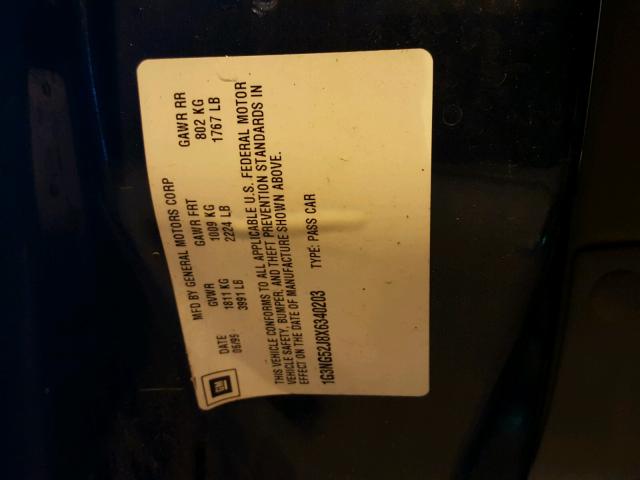 GM
MFD BY GENERAL MOTORS CORP
DATE GVWR GAWR FRT GAWR RR
06/99 1811 KG 1009 KG 802 KG
3991 LB 2224 LB 1767 LB
THIS VEHICLE CONFORMS TO ALL APPLICABLE U.S. FEDERAL MOTOR
VEHICLE SAFETY, BUMPER, AND THEFT PREVENTION STANDARDS IN
EFFECT ON THE DATE OF MANUFACTURE SHOWN ABOVE.
1G3NG52J8X6340203 TYPE: PASS CAR